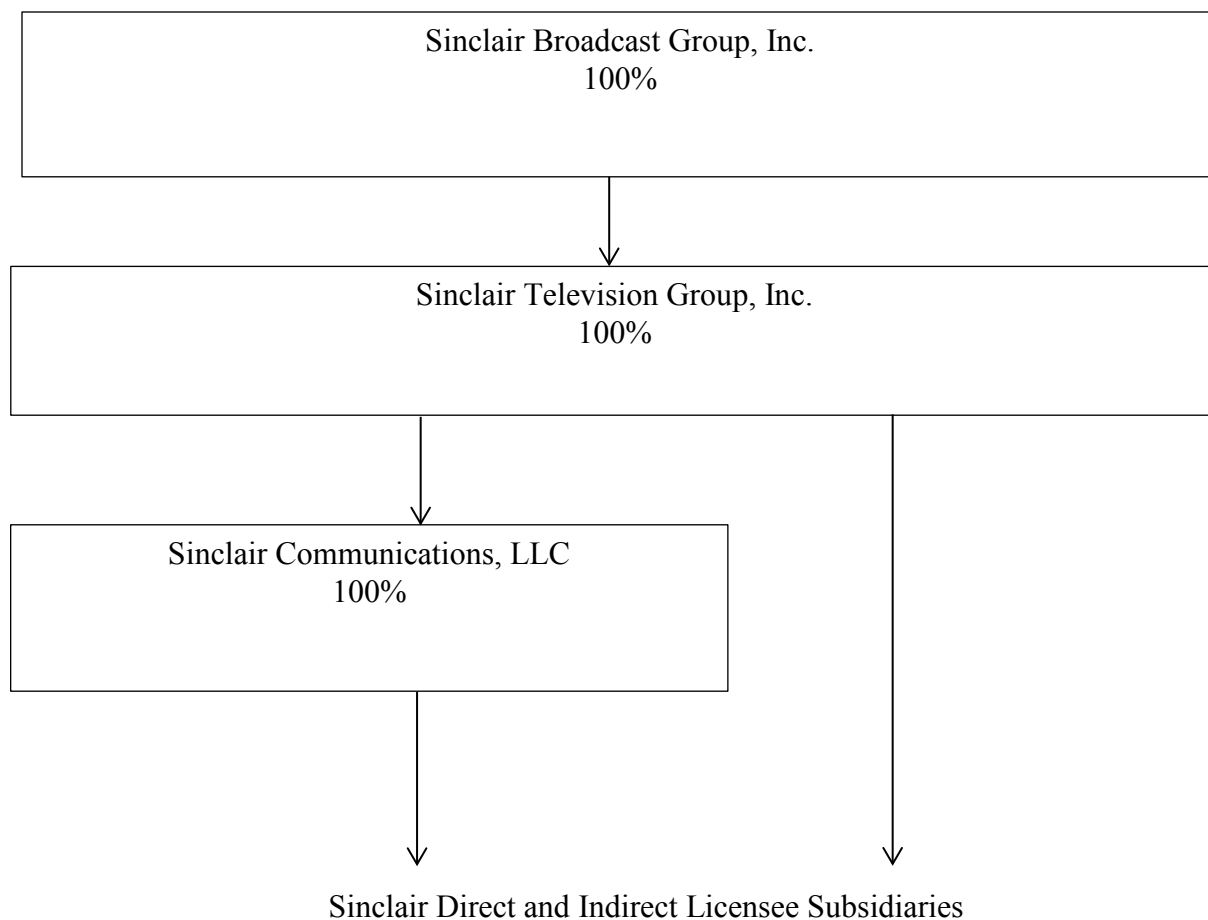 Sinclair Broadcast Group, Inc.
100%
Sinclair Television Group, Inc.
100%
Sinclair Communications, LLC
100%
Sinclair Direct and Indirect Licensee Subsidiaries